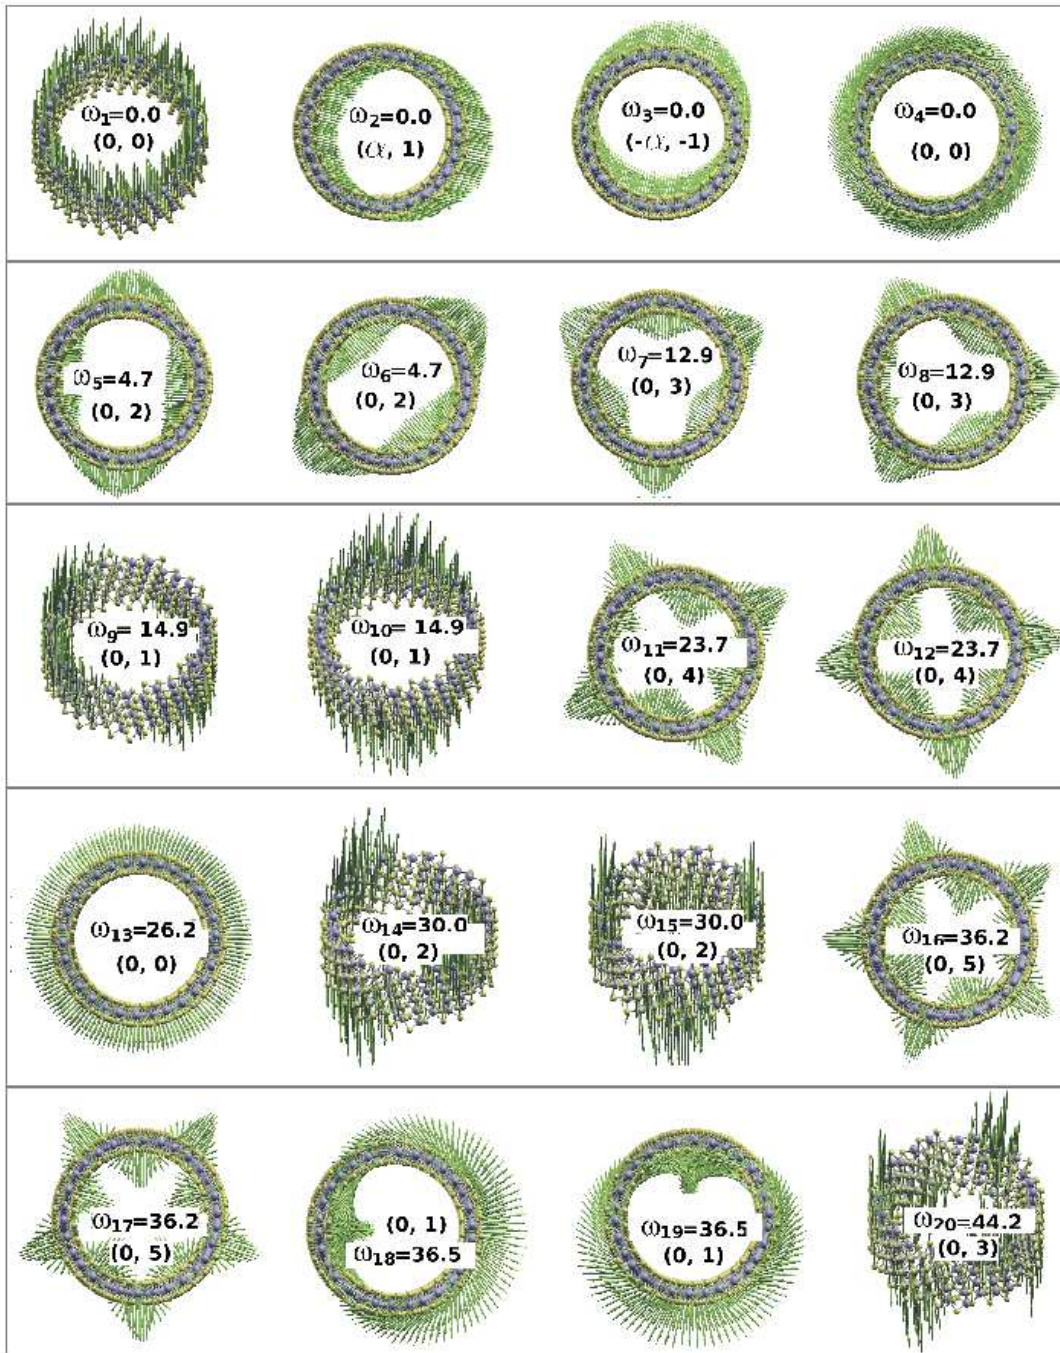 ω1=0.0
(0, 0)
ω2=0.0
(α, 1)
ω3=0.0
(-α, -1)
ω4=0.0
(0, 0)
ω5=4.7
(0, 2)
ω6=4.7
(0, 2)
ω7=12.9
(0, 3)
ω8=12.9
(0, 3)
ω9= 14.9
(0, 1)
ω10= 14.9
(0, 1)
ω11=23.7
(0, 4)
ω12=23.7
(0, 4)
ω13=26.2
(0, 0)
ω14=30.0
(0, 2)
ω15=30.0
(0, 2)
ω16=36.2
(0, 5)
ω17=36.2
(0, 5)
(0, 1)
ω18=36.5
ω19=36.5
(0, 1)
ω20=44.2
(0, 3)